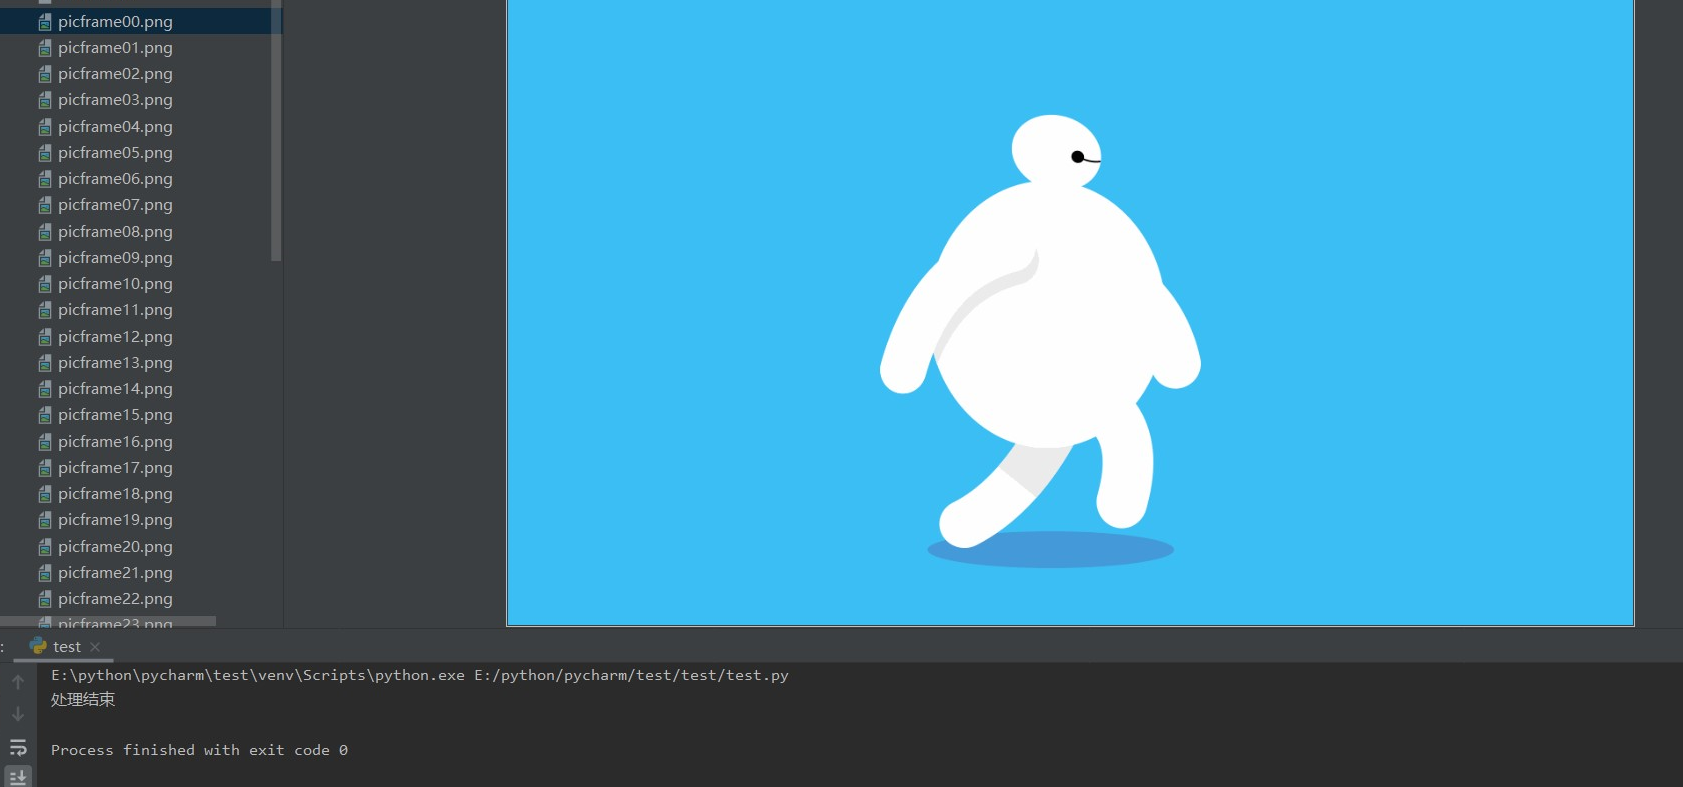 picframe00.png
picframe01.png
picframe02.png
picframe03.png
picframe04.png
picframe05.png
picframe06.png
picframe07.png
picframe08.png
picframe09.png
picframe10.png
picframe11.png
picframe12.png
picframe13.png
picframe14.png
picframe15.png
picframe16.png
picframe17.png
picframe18.png
picframe19.png
picframe20.png
picframe21.png
picframe22.png
picframe23.png
: test
E:\python\pycharm\test\venv\Scripts\python.exe E:/python/pycharm/test/test/test.py
处理结束
Process finished with exit code 0